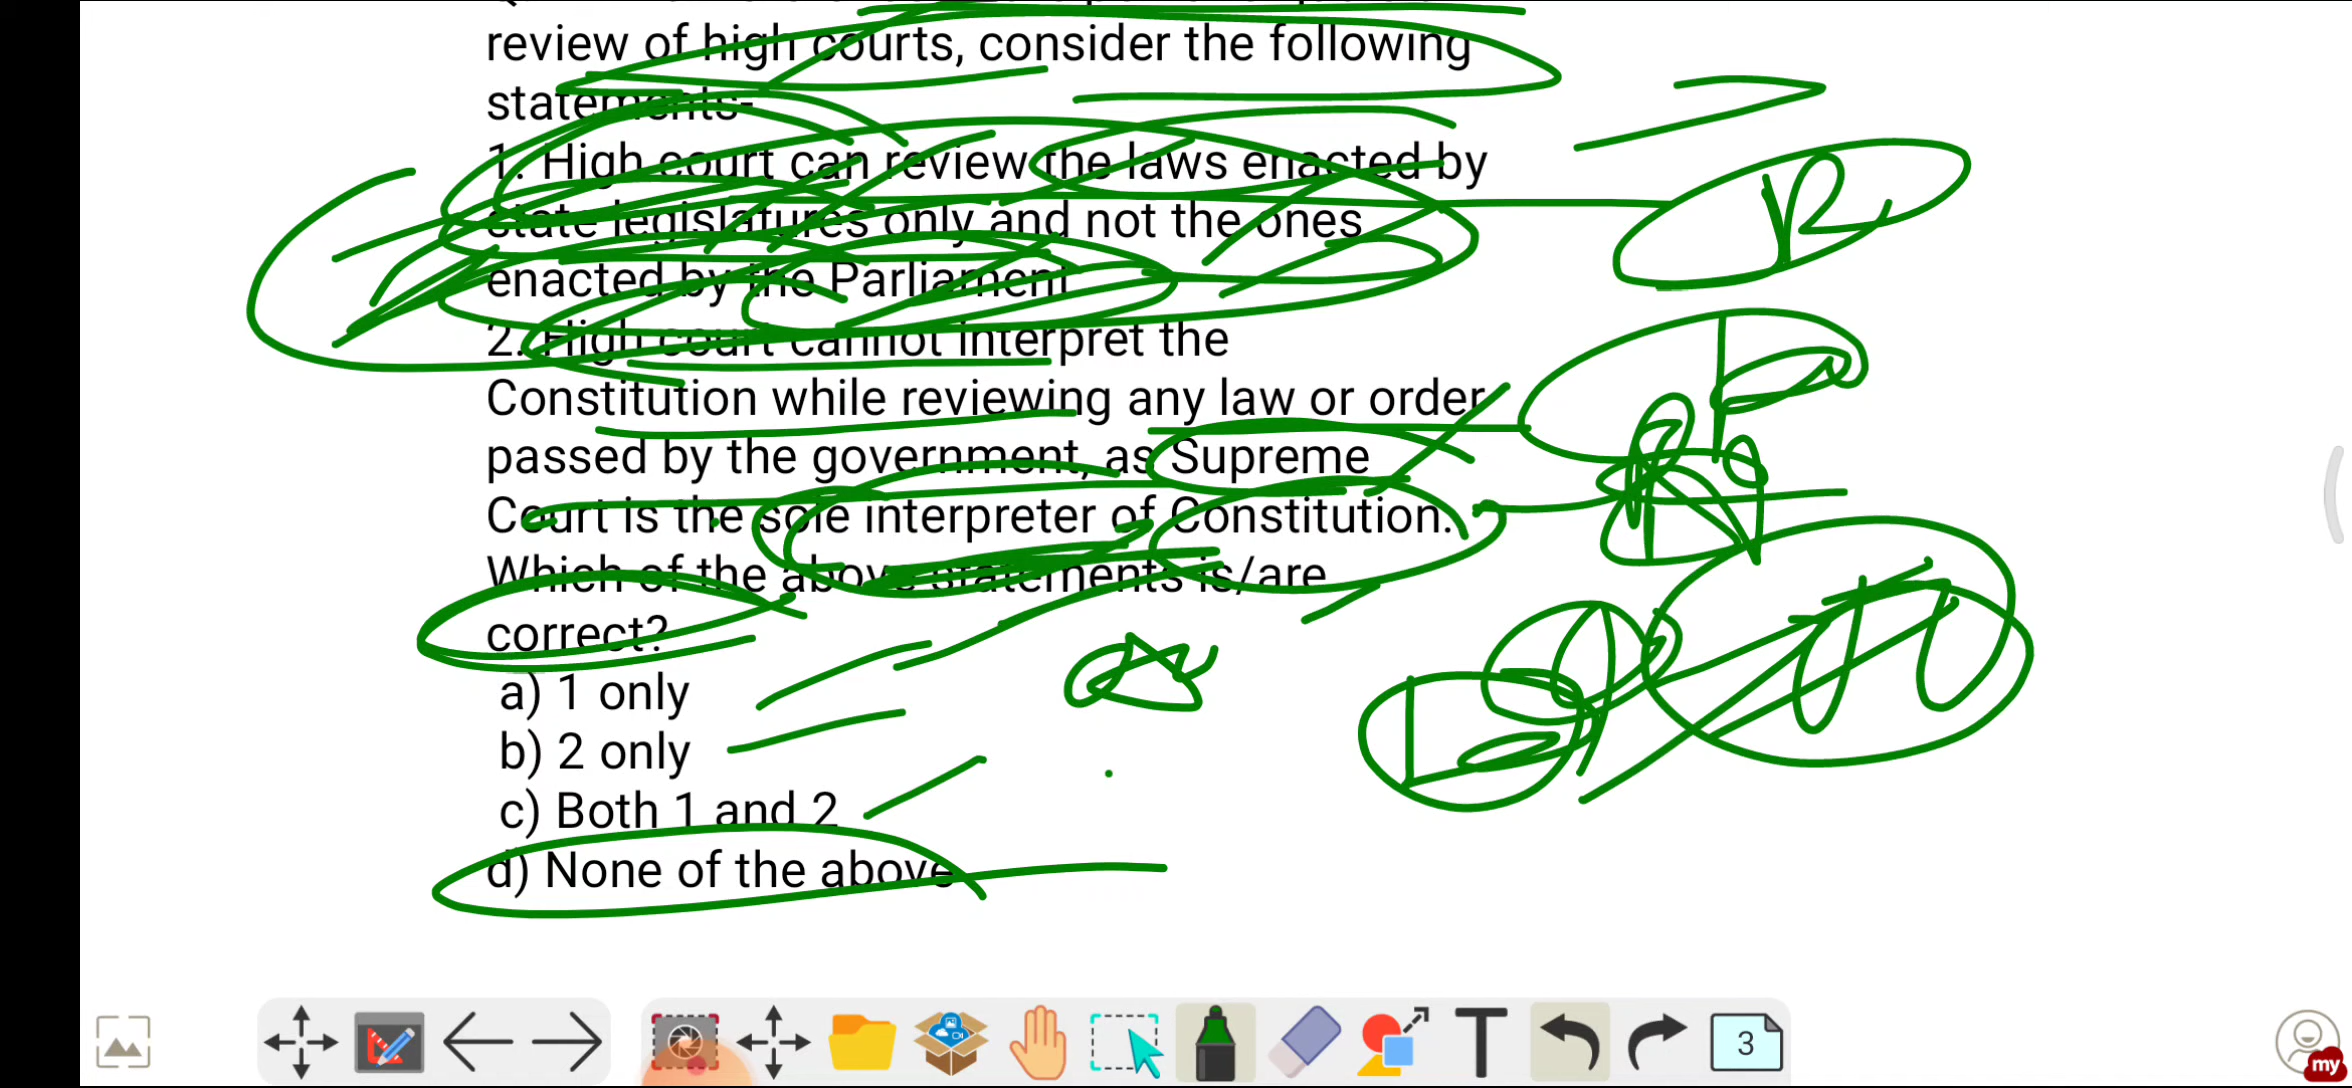 review of high courts, consider the following
statements-
1. High court can review the laws enacted by
state legislatures only and not the ones
enacted by the Parliament
2. High court cannot interpret the
Constitution while reviewing any law or order
passed by the government, as Supreme
Court is the sole interpreter of Constitution.
Which of the above statements is/are
correct?
a) 1 only
b) 2 only
c) Both 1 and 2
d) None of the above
T
3
my